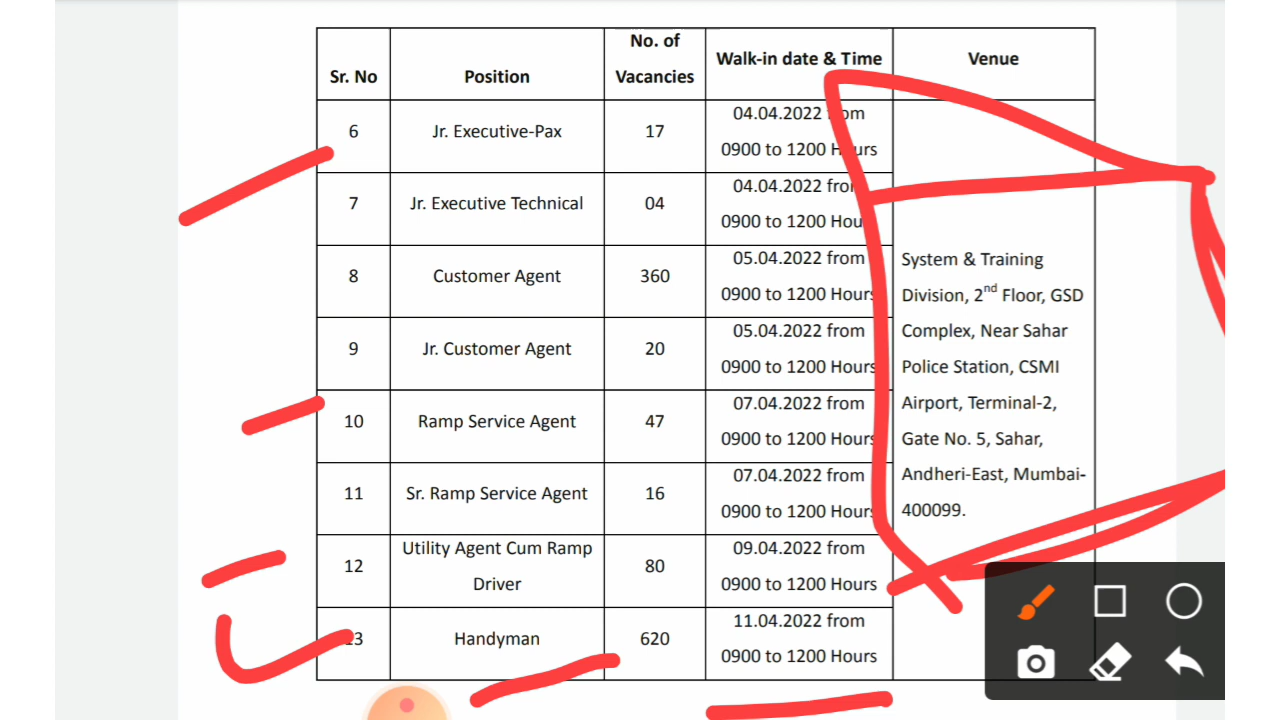 Sr. No Position No. of Vacancies Walk-in date & Time Venue
6 Jr. Executive-Pax 17 04.04.2022 from
0900 to 1200 Hours
7 Jr. Executive Technical 04 04.04.2022 from
0900 to 1200 Hours
8 Customer Agent 360 05.04.2022 from
0900 to 1200 Hours
9 Jr. Customer Agent 20 05.04.2022 from
0900 to 1200 Hours
10 Ramp Service Agent 47 07.04.2022 from
0900 to 1200 Hours
11 Sr. Ramp Service Agent 16 07.04.2022 from
0900 to 1200 Hours
12 Utility Agent Cum Ramp
Driver 80 09.04.2022 from
0900 to 1200 Hours
13 Handyman 620 11.04.2022 from
0900 to 1200 Hours
System & Training
Division, 2nd Floor, GSD
Complex, Near Sahar
Police Station, CSMI
Airport, Terminal-2,
Gate No. 5, Sahar,
Andheri-East, Mumbai-
400099.